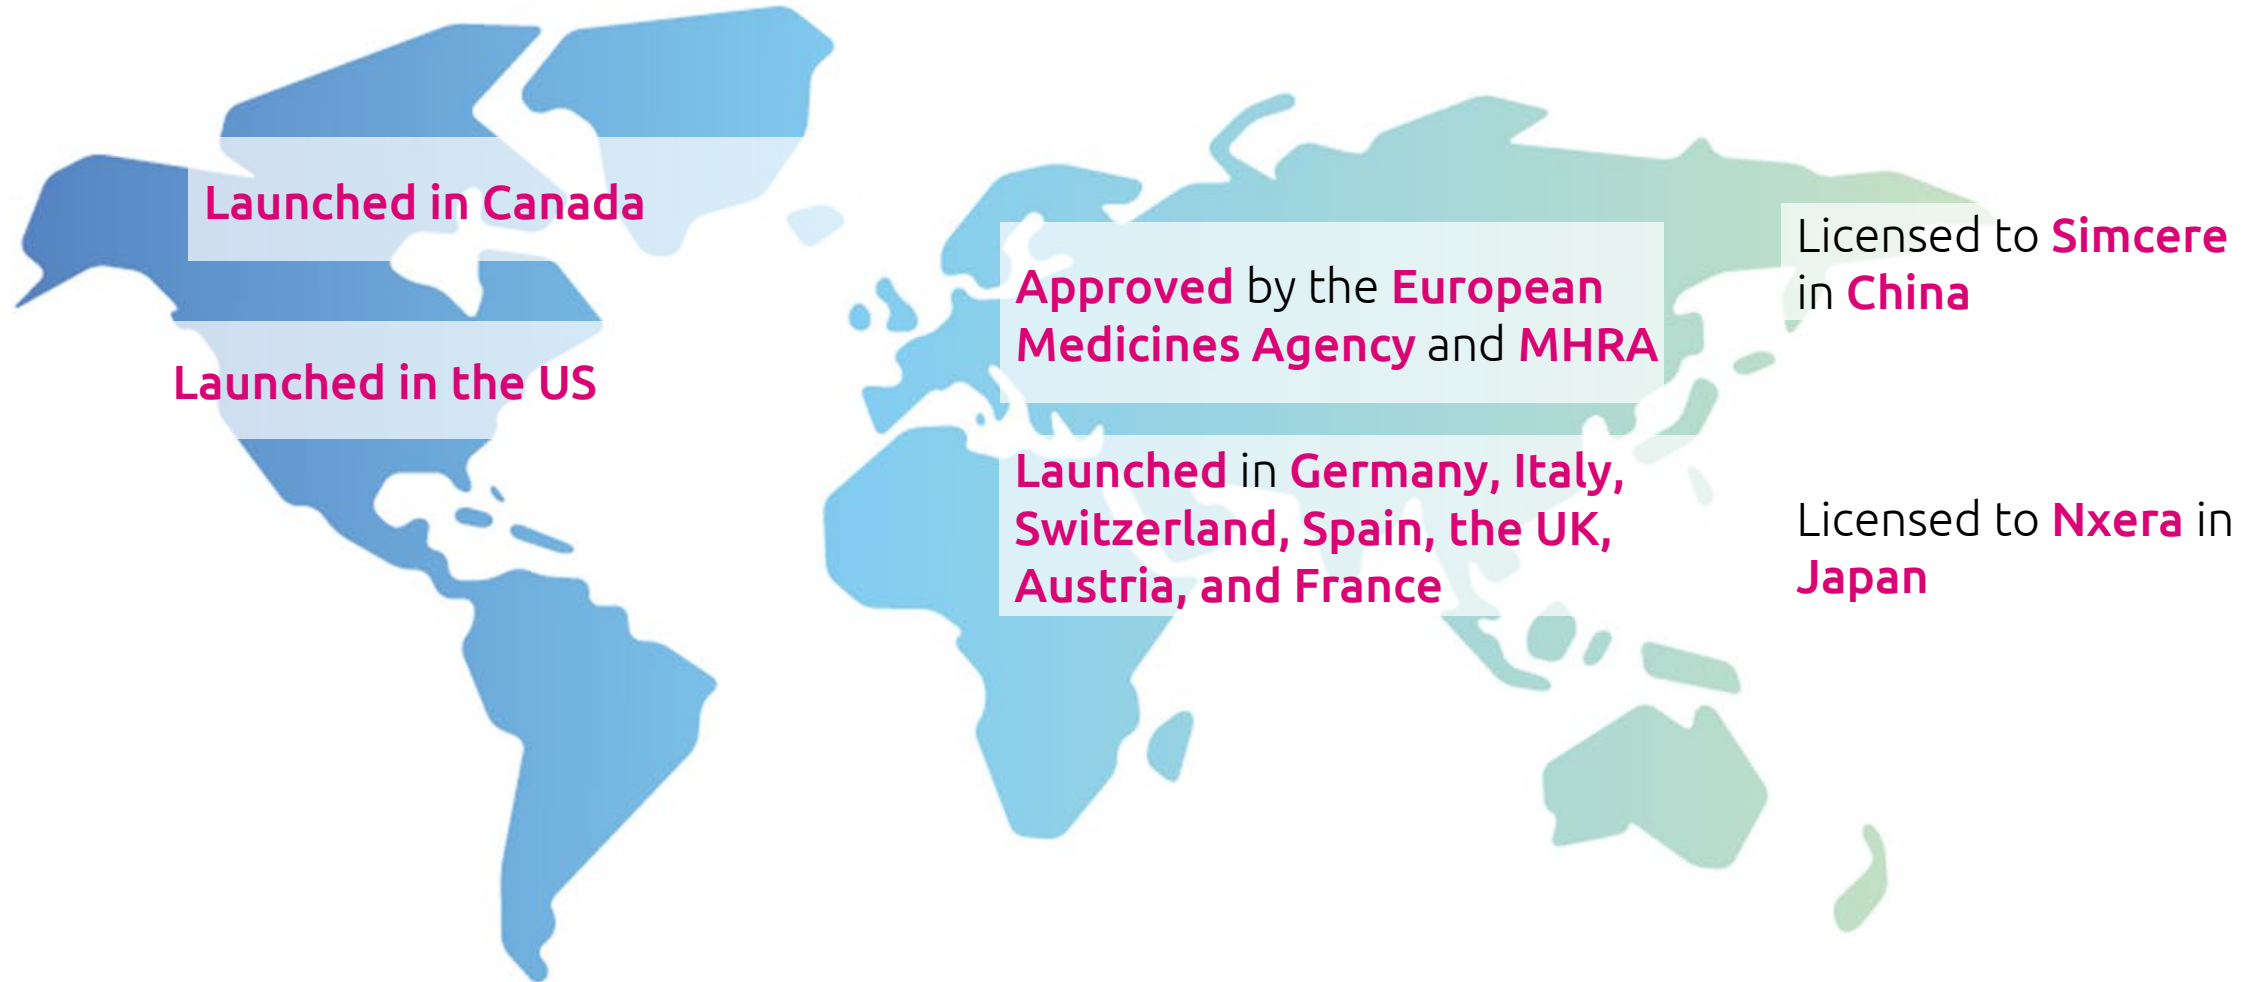 Launched in Canada
Launched in the US
Approved by the European
Medicines Agency and MHRA
Launched in Germany, Italy,
Switzerland, Spain, the UK,
Austria, and France
Licensed to Simcere
in China
Licensed to Nxera in
Japan